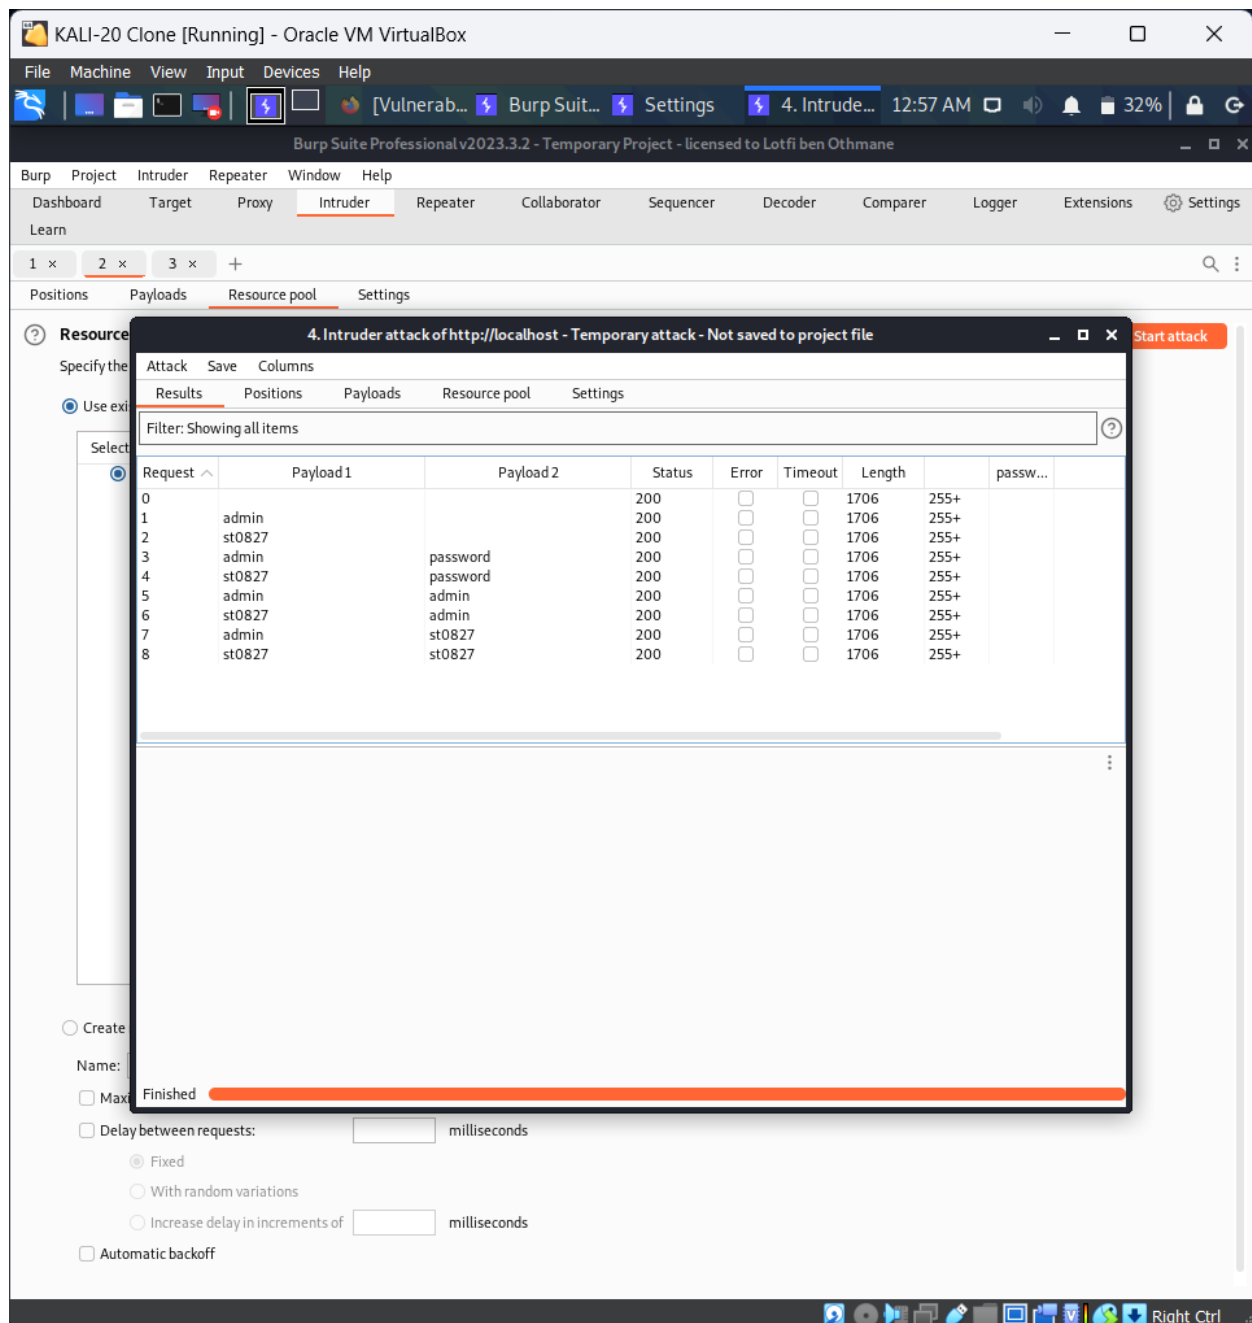 KALI-20 Clone [Running] - Oracle VM VirtualBox
File Machine View Input Devices Help
[Vulnerab... Burp Suit... Settings 4. Intrude... 12:57 AM 32%
Burp Suite Professional v2023.3.2 - Temporary Project - licensed to Lotfi ben Othmane
Burp Project Intruder Repeater Window Help
Dashboard Target Proxy Intruder Repeater Collaborator Sequencer Decoder Comparer Logger Extensions Settings
Learn
1 × 2 × 3 × +
Positions Payloads Resource pool Settings
? Resource 4. Intruder attack of http://localhost - Temporary attack - Not saved to project file Start attack
Specify the Attack Save Columns
Results Positions Payloads Resource pool Settings
Use exi
Filter: Showing all items ?
Select
Request Payload 1 Payload 2 Status Error Timeout Length passw...
0 200 1706 255+
1 admin 200 1706 255+
2 st0827 200 1706 255+
3 admin password 200 1706 255+
4 st0827 password 200 1706 255+
5 admin admin 200 1706 255+
6 st0827 admin 200 1706 255+
7 admin st0827 200 1706 255+
8 st0827 st0827 200 1706 255+
Create
Name:
Maxi Finished
Delay between requests: milliseconds
Fixed
With random variations
Increase delay in increments of milliseconds
Automatic backoff
Right Ctrl